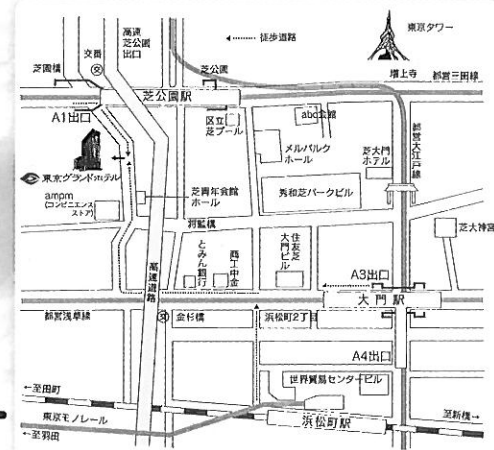 高速
芝公園
出口
交番
芝園橋
徒歩道路
東京タワー
芝公園
増上寺
都営三田線
芝公園駅
A1出口
区立
芝プール
abc会館
メルパルク
ホール
芝大門
ホテル
都営大江戸線
東京グランドホテル
ampm
(コンビニエンス
ストア)
芝青年会館
ホール
秀和芝パークビル
芝大神宮
高速道路
とみん銀行
商工中金
住友芝
大門ビル
A3出口
大門駅
都営浅草線
金杉橋
浜松町2丁目
A4出口
世界貿易センタービル
←至田町
東京モノレール
←至羽田
浜松町駅
至新橋→